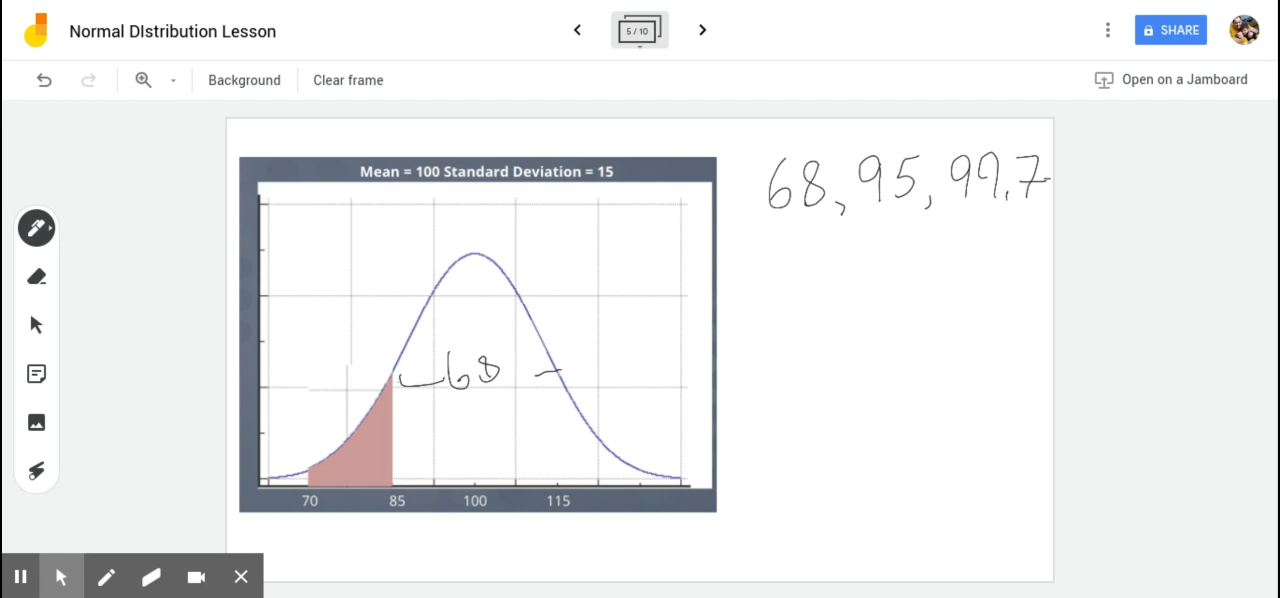 Normal DIstribution Lesson
5 / 10
SHARE
Background
Clear frame
Open on a Jamboard
Mean = 100 Standard Deviation = 15
68, 95, 99.7
68
70 85 100 115